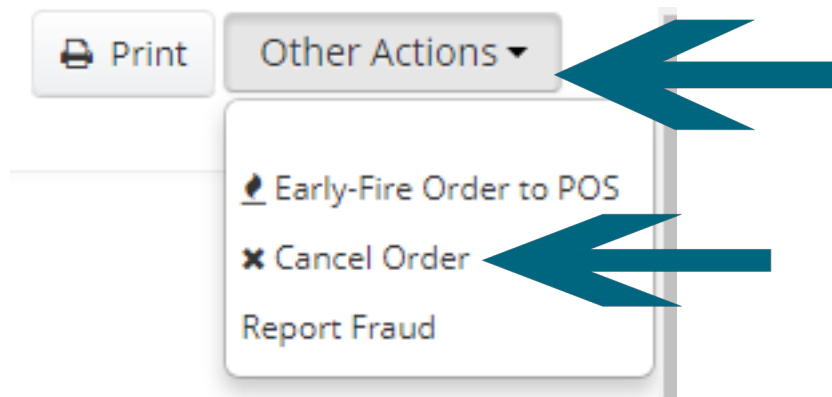 Print
Other Actions
Early-Fire Order to POS
Cancel Order
Report Fraud